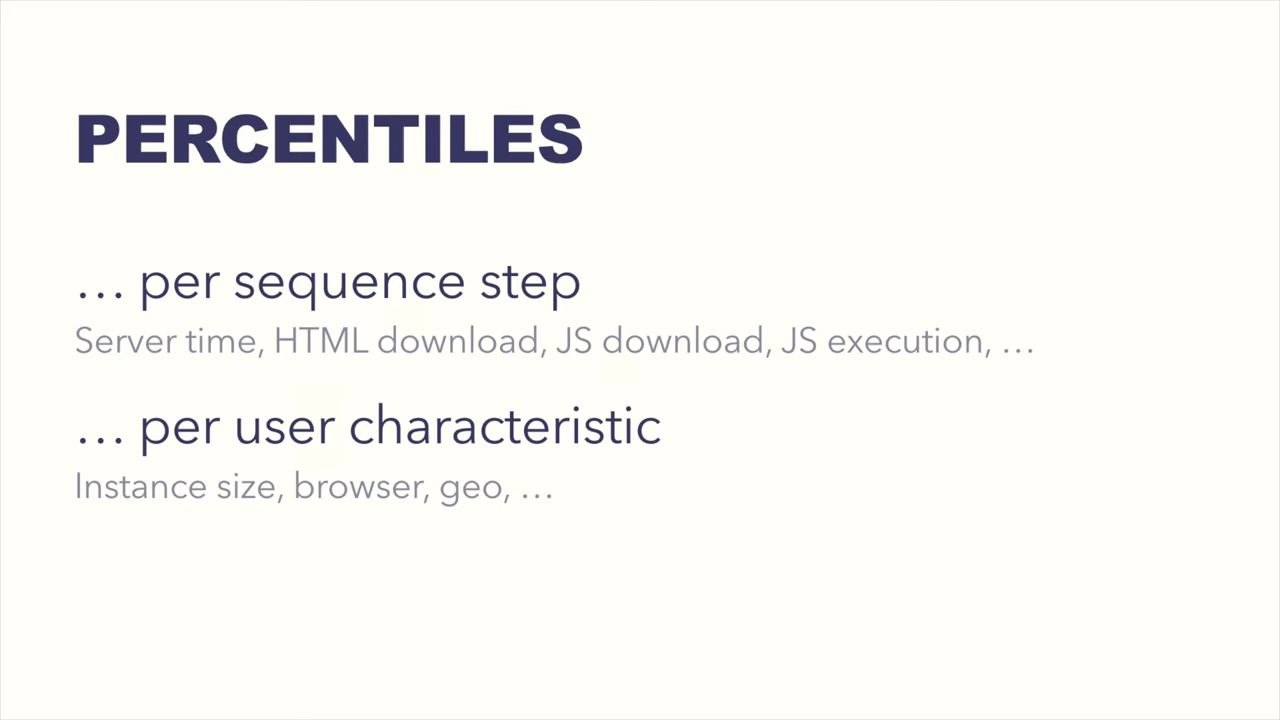 PERCENTILES
… per sequence step
Server time, HTML download, JS download, JS execution, …
… per user characteristic
Instance size, browser, geo, …